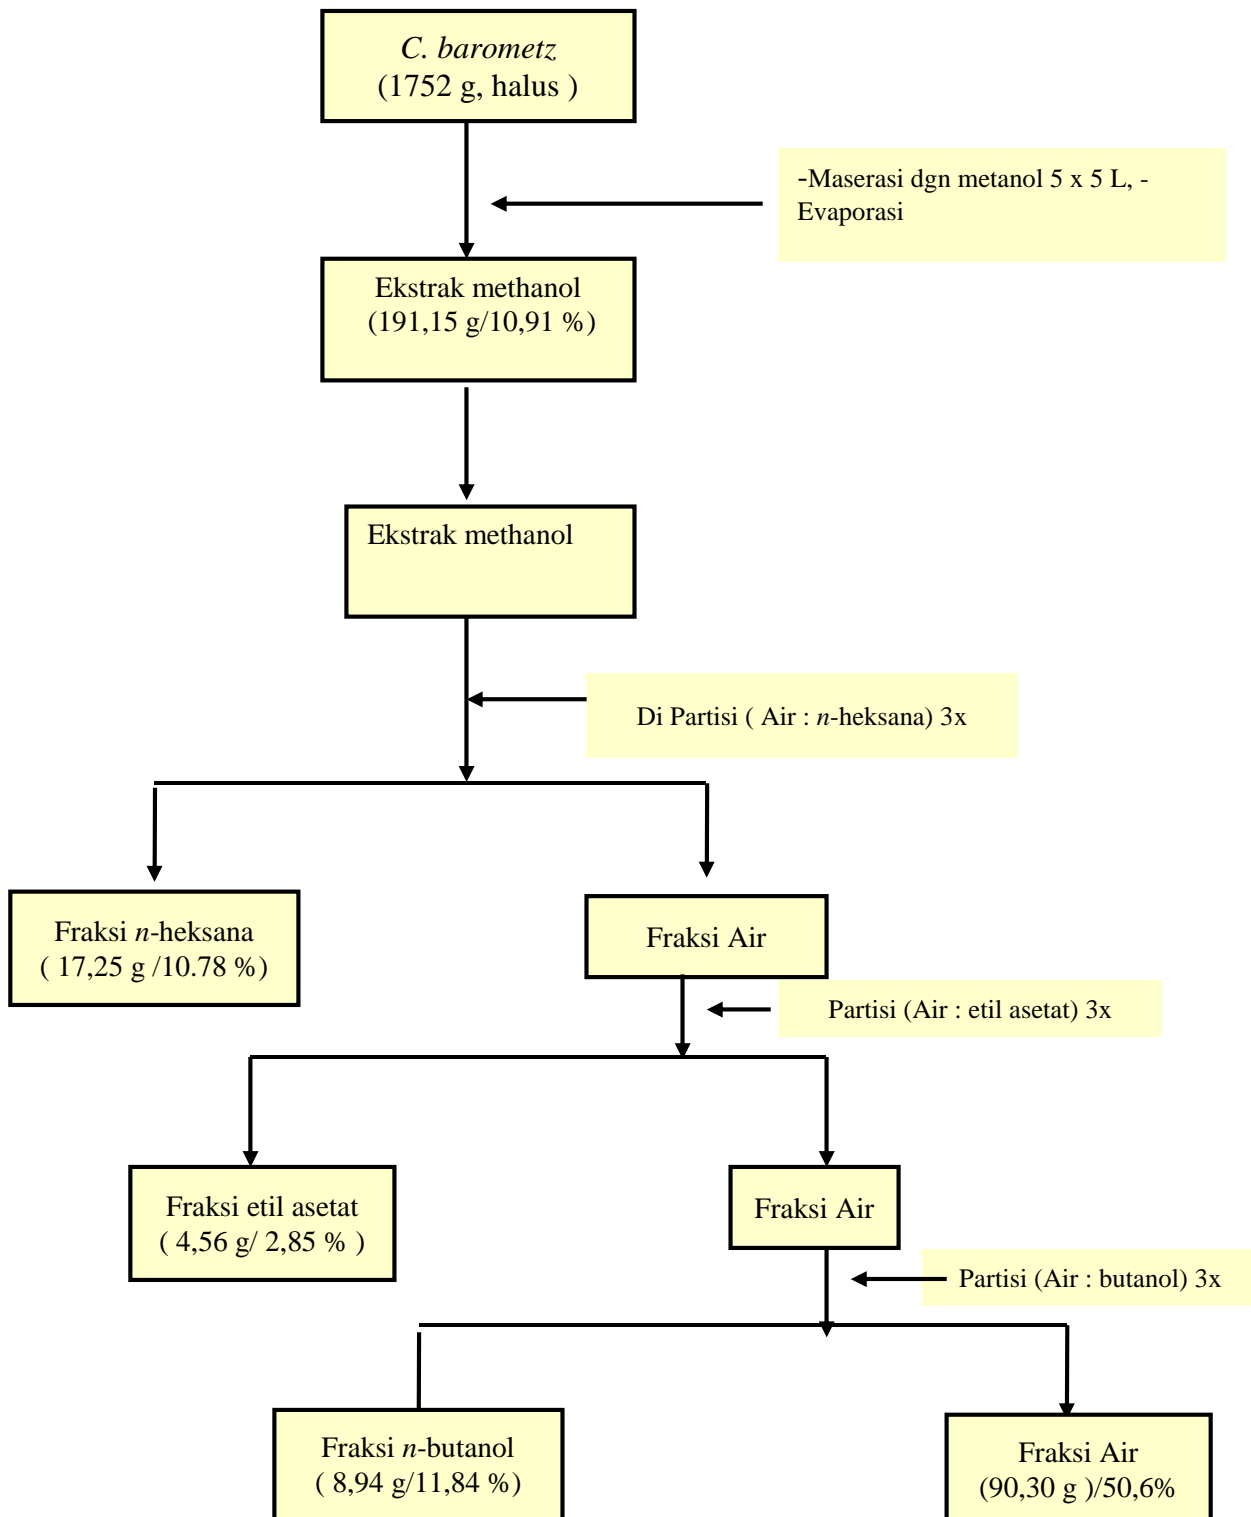 C. barometz
(1752 g, halus )
-Maserasi dgn metanol 5 x 5 L, -
Evaporasi
Ekstrak methanol
(191,15 g/10,91 %)
Ekstrak methanol
Di Partisi ( Air : n-heksana) 3x
Fraksi n-heksana
( 17,25 g /10.78 %)
Fraksi Air
Partisi (Air : etil asetat) 3x
Fraksi etil asetat
( 4,56 g/ 2,85 % )
Fraksi Air
Partisi (Air : butanol) 3x
Fraksi n-butanol
( 8,94 g/11,84 %)
Fraksi Air
(90,30 g )/50,6%